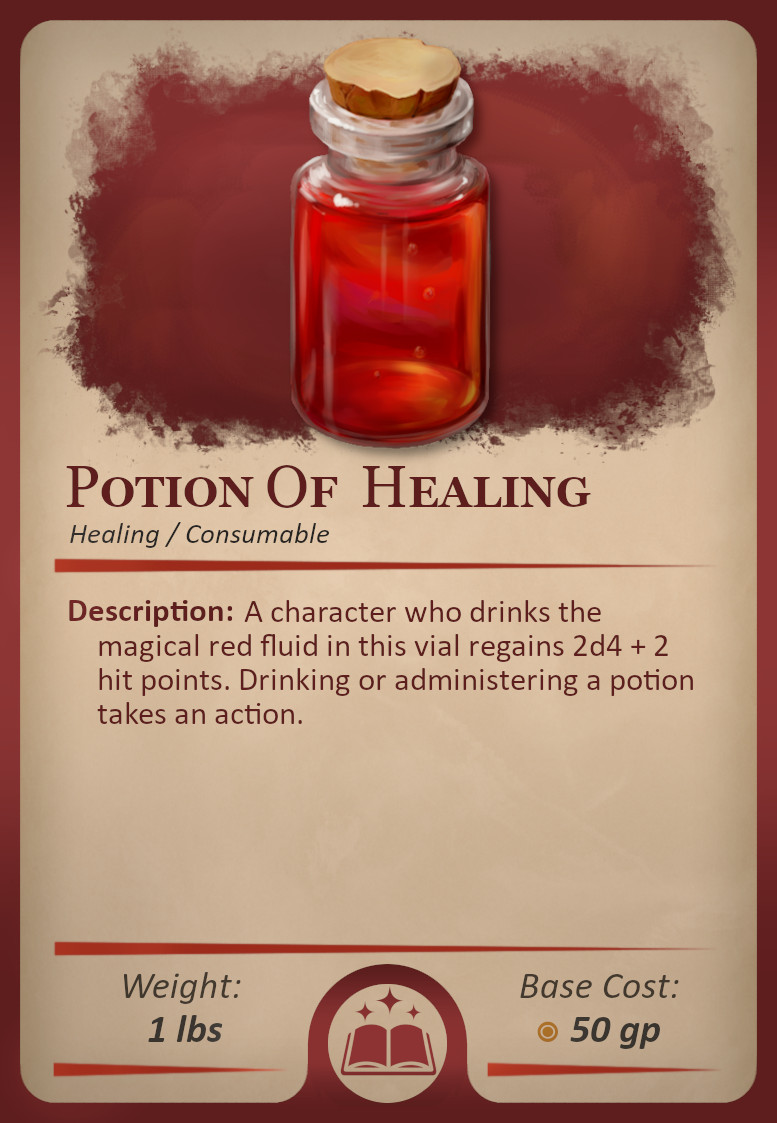 Potion Of Healing
Healing / Consumable
Description: A character who drinks the
magical red fluid in this vial regains 2d4 + 2
hit points. Drinking or administering a potion
takes an action.
Weight:
1 lbs
Base Cost:
50 gp